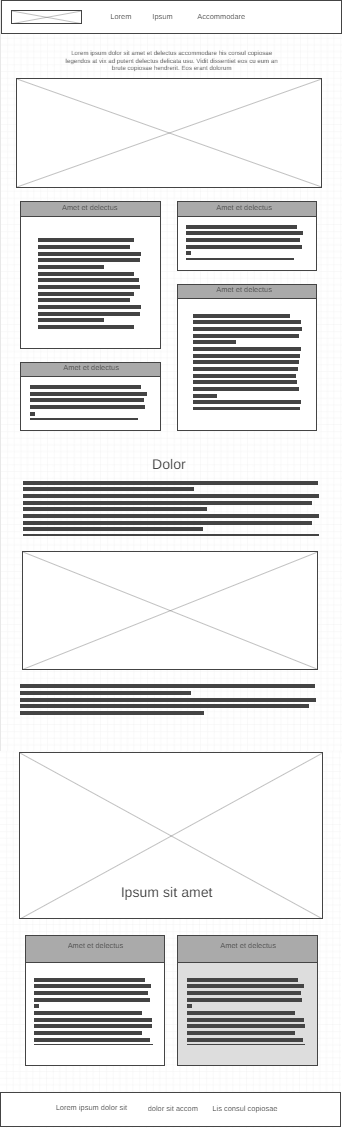 Lorem Ipsum Accommodare
Lorem ipsum dolor sit amet el delectus accommodare his consul copiosae
legendos at vix ad putent delectus delicata usu. Vidit dissentiet eos cu eum an
brute copiosae hendrerit. Eos erant dolorum
Amet et delectus
Amet et delectus
Amet et delectus
Amet et delectus
Dolor
Ipsum sit amet
Amet et delectus
Amet et delectus
Lorem ipsum dolor sit dolor sit accom Lis consul copiosae